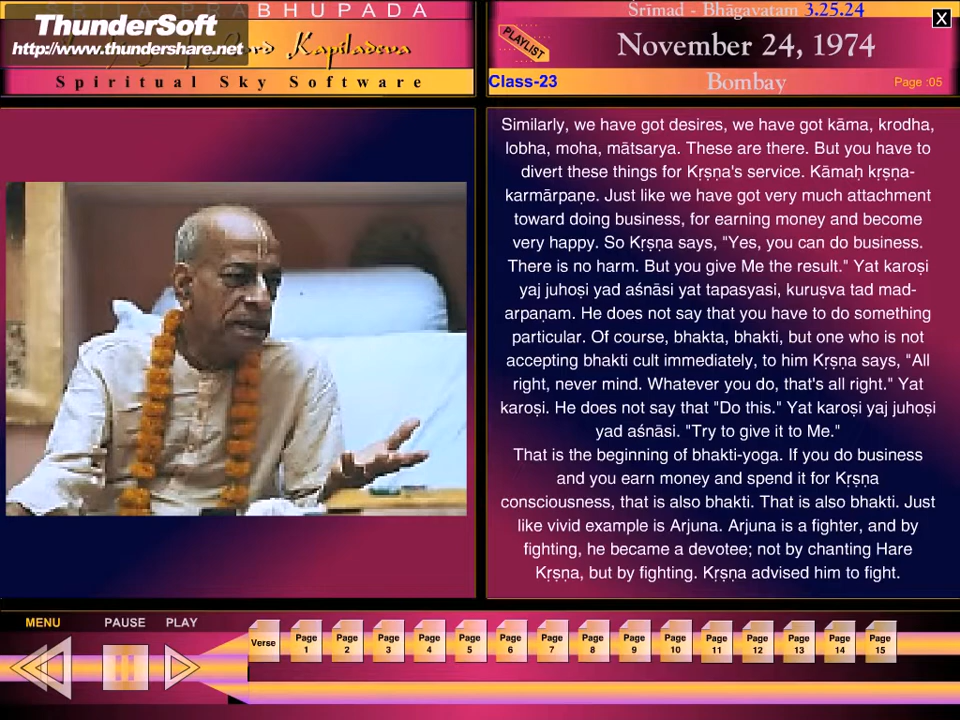 SRILA PRABHUPADA
ThunderSoft
http://www.thundershare.net
Lord Kapiladeva
Spiritual Sky Software
Śrīmad - Bhāgavatam 3.25.24
X
PLAYLIST
November 24, 1974
Class-23
Bombay
Page :05
Similarly, we have got desires, we have got kāma, krodha,
lobha, moha, mātsarya. These are there. But you have to
divert these things for Kṛṣṇa's service. Kāmaḥ kṛṣṇa-
karmārpaṇe. Just like we have got very much attachment
toward doing business, for earning money and become
very happy. So Kṛṣṇa says, "Yes, you can do business.
There is no harm. But you give Me the result." Yat karoṣi
yaj juhoṣi yad aśnāsi yat tapasyasi, kuruṣva tad mad-
arpaṇam. He does not say that you have to do something
particular. Of course, bhakta, bhakti, but one who is not
accepting bhakti cult immediately, to him Kṛṣṇa says, "All
right, never mind. Whatever you do, that's all right." Yat
karoṣi. He does not say that "Do this." Yat karoṣi yaj juhoṣi
yad aśnāsi. "Try to give it to Me."
That is the beginning of bhakti-yoga. If you do business
and you earn money and spend it for Kṛṣṇa
consciousness, that is also bhakti. That is also bhakti. Just
like vivid example is Arjuna. Arjuna is a fighter, and by
fighting, he became a devotee; not by chanting Hare
Kṛṣṇa, but by fighting. Kṛṣṇa advised him to fight.
MENU
PAUSE
PLAY
Verse
Page 1
Page 2
Page 3
Page 4
Page 5
Page 6
Page 7
Page 8
Page 9
Page 10
Page 11
Page 12
Page 13
Page 14
Page 15